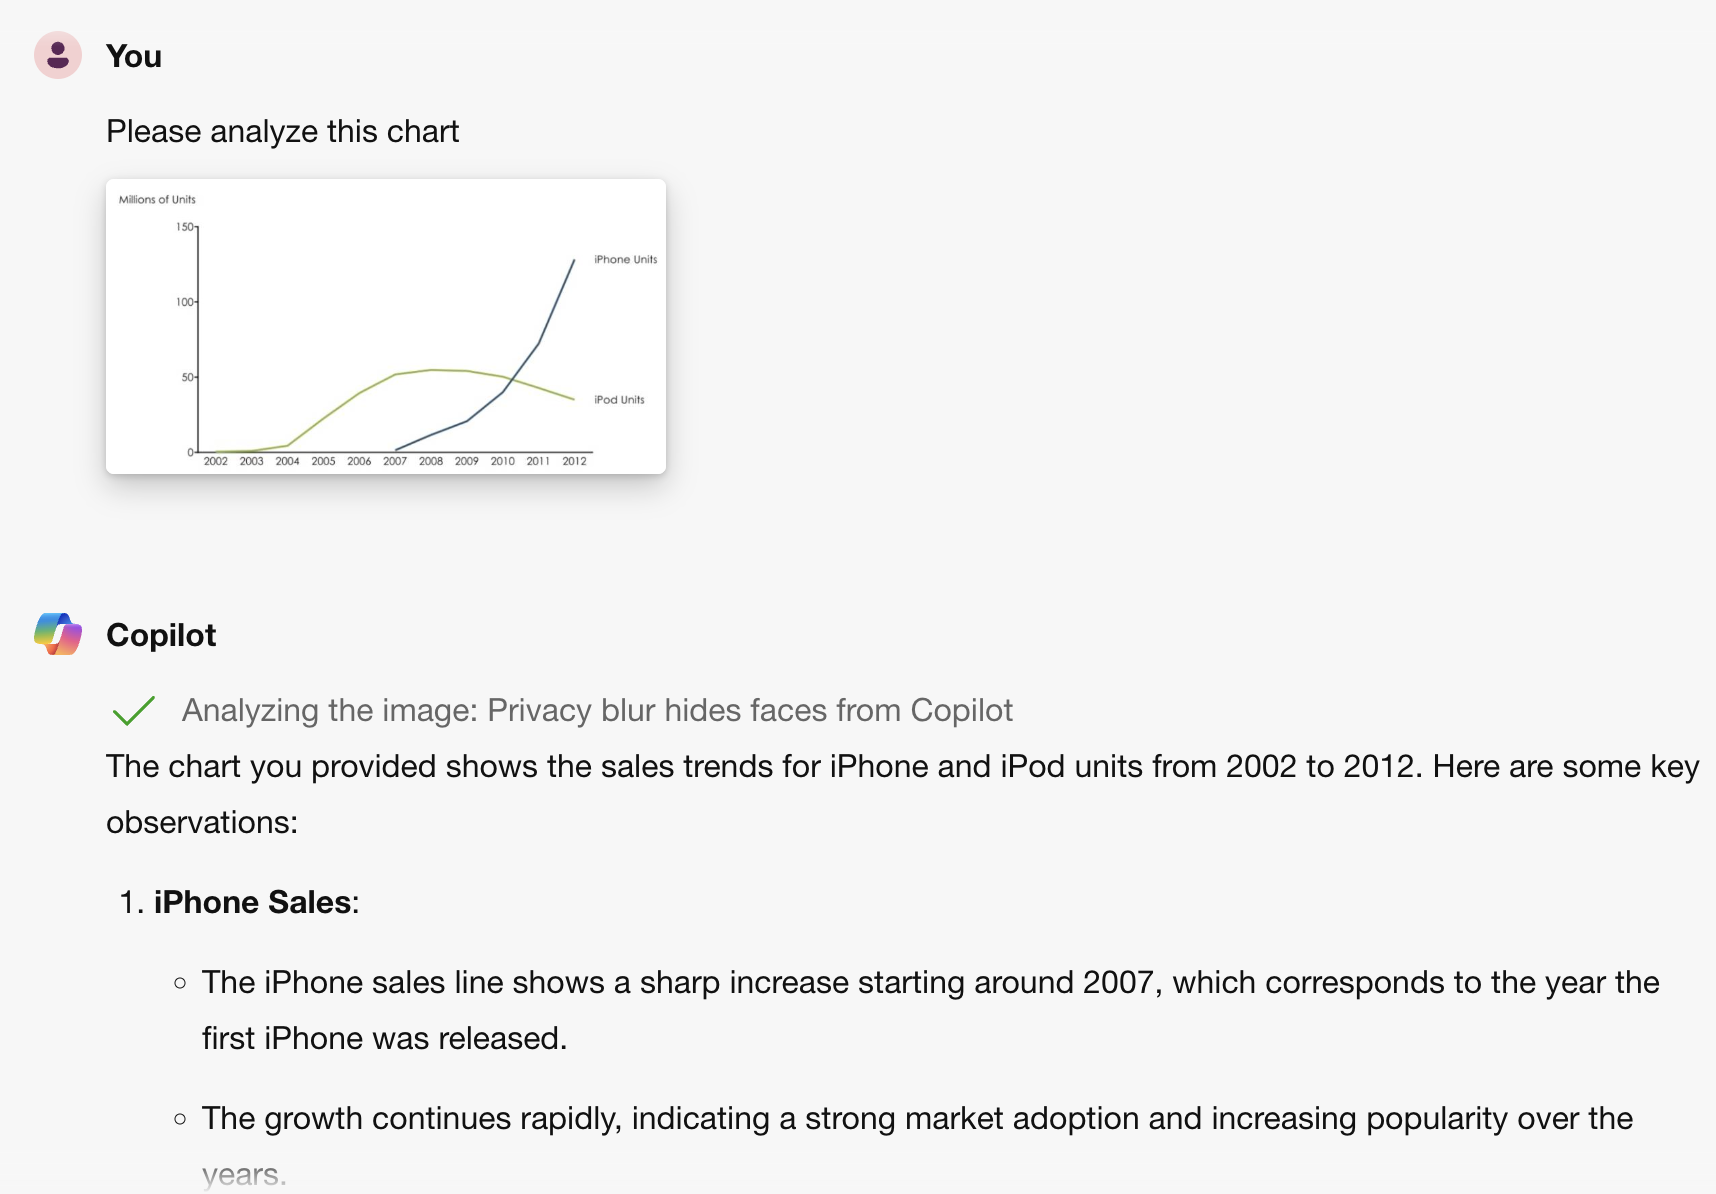 You
Please analyze this chart
Millions of Units
150
iPhone Units
100
50
iPod Units
0
2002 2003 2004 2005 2006 2007 2008 2009 2010 2011 2012
Copilot
Analyzing the image: Privacy blur hides faces from Copilot
The chart you provided shows the sales trends for iPhone and iPod units from 2002 to 2012. Here are some key
observations:
1. iPhone Sales:
○ The iPhone sales line shows a sharp increase starting around 2007, which corresponds to the year the
first iPhone was released.
○ The growth continues rapidly, indicating a strong market adoption and increasing popularity over the
years.